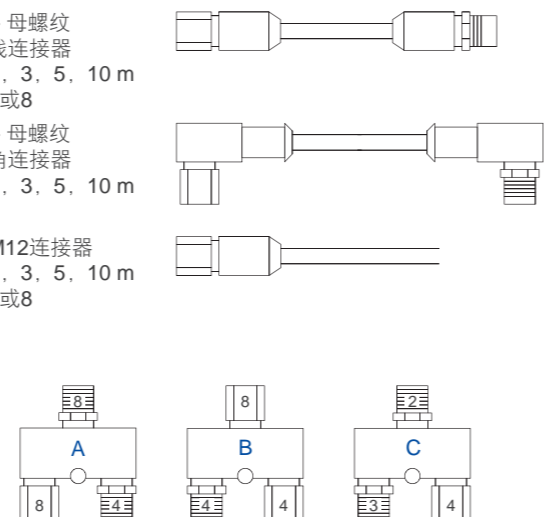 母螺纹
线连接器
, 3, 5, 10 m
或8
母螺纹
角连接器
, 3, 5, 10 m
M12连接器
, 3, 5, 10 m
或8
8 8 2
A B C
8 4 4 4 3 4